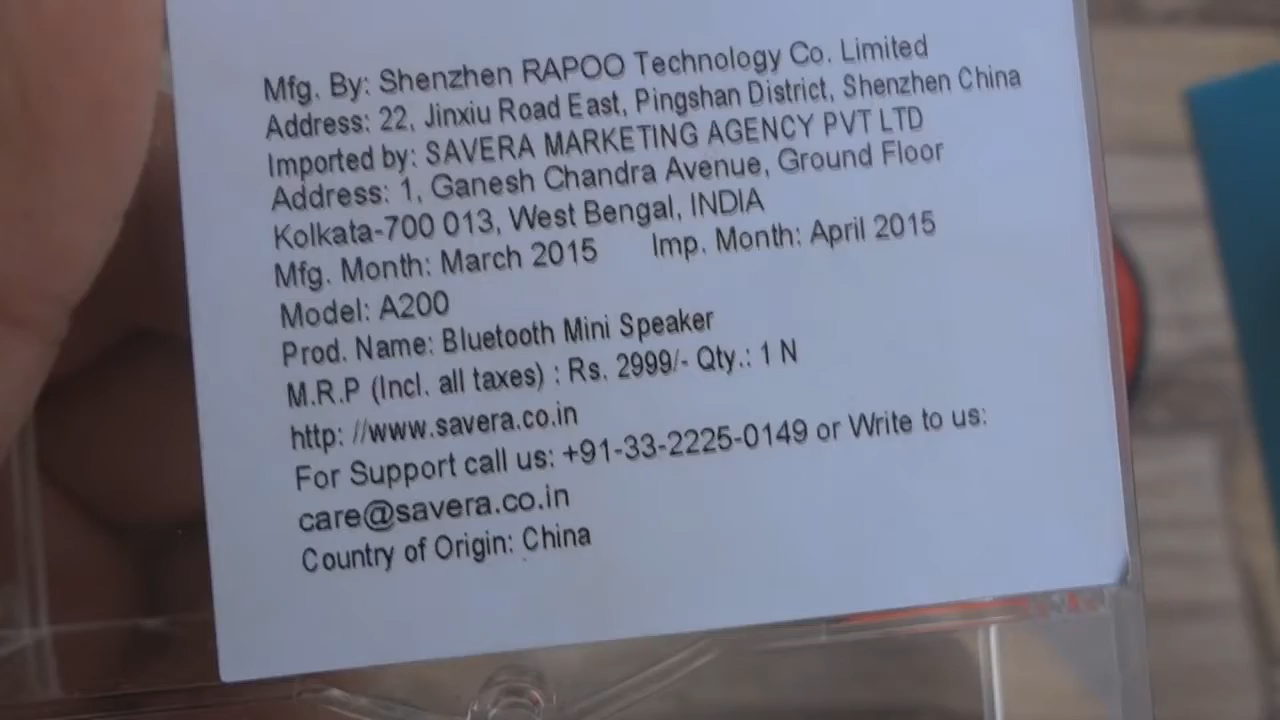 Mfg. By: Shenzhen RAPOO Technology Co. Limited
Address: 22, Jinxiu Road East, Pingshan District, Shenzhen China
Imported by: SAVERA MARKETING AGENCY PVT LTD
Address: 1, Ganesh Chandra Avenue, Ground Floor
Kolkata-700 013, West Bengal, INDIA
Mfg. Month: March 2015 Imp. Month: April 2015
Model: A200
Prod. Name: Bluetooth Mini Speaker
M.R.P (Incl. all taxes) : Rs. 2999/- Qty.: 1 N
http: //www.savera.co.in
For Support call us: +91-33-2225-0149 or Write to us:
care@savera.co.in
Country of Origin: China